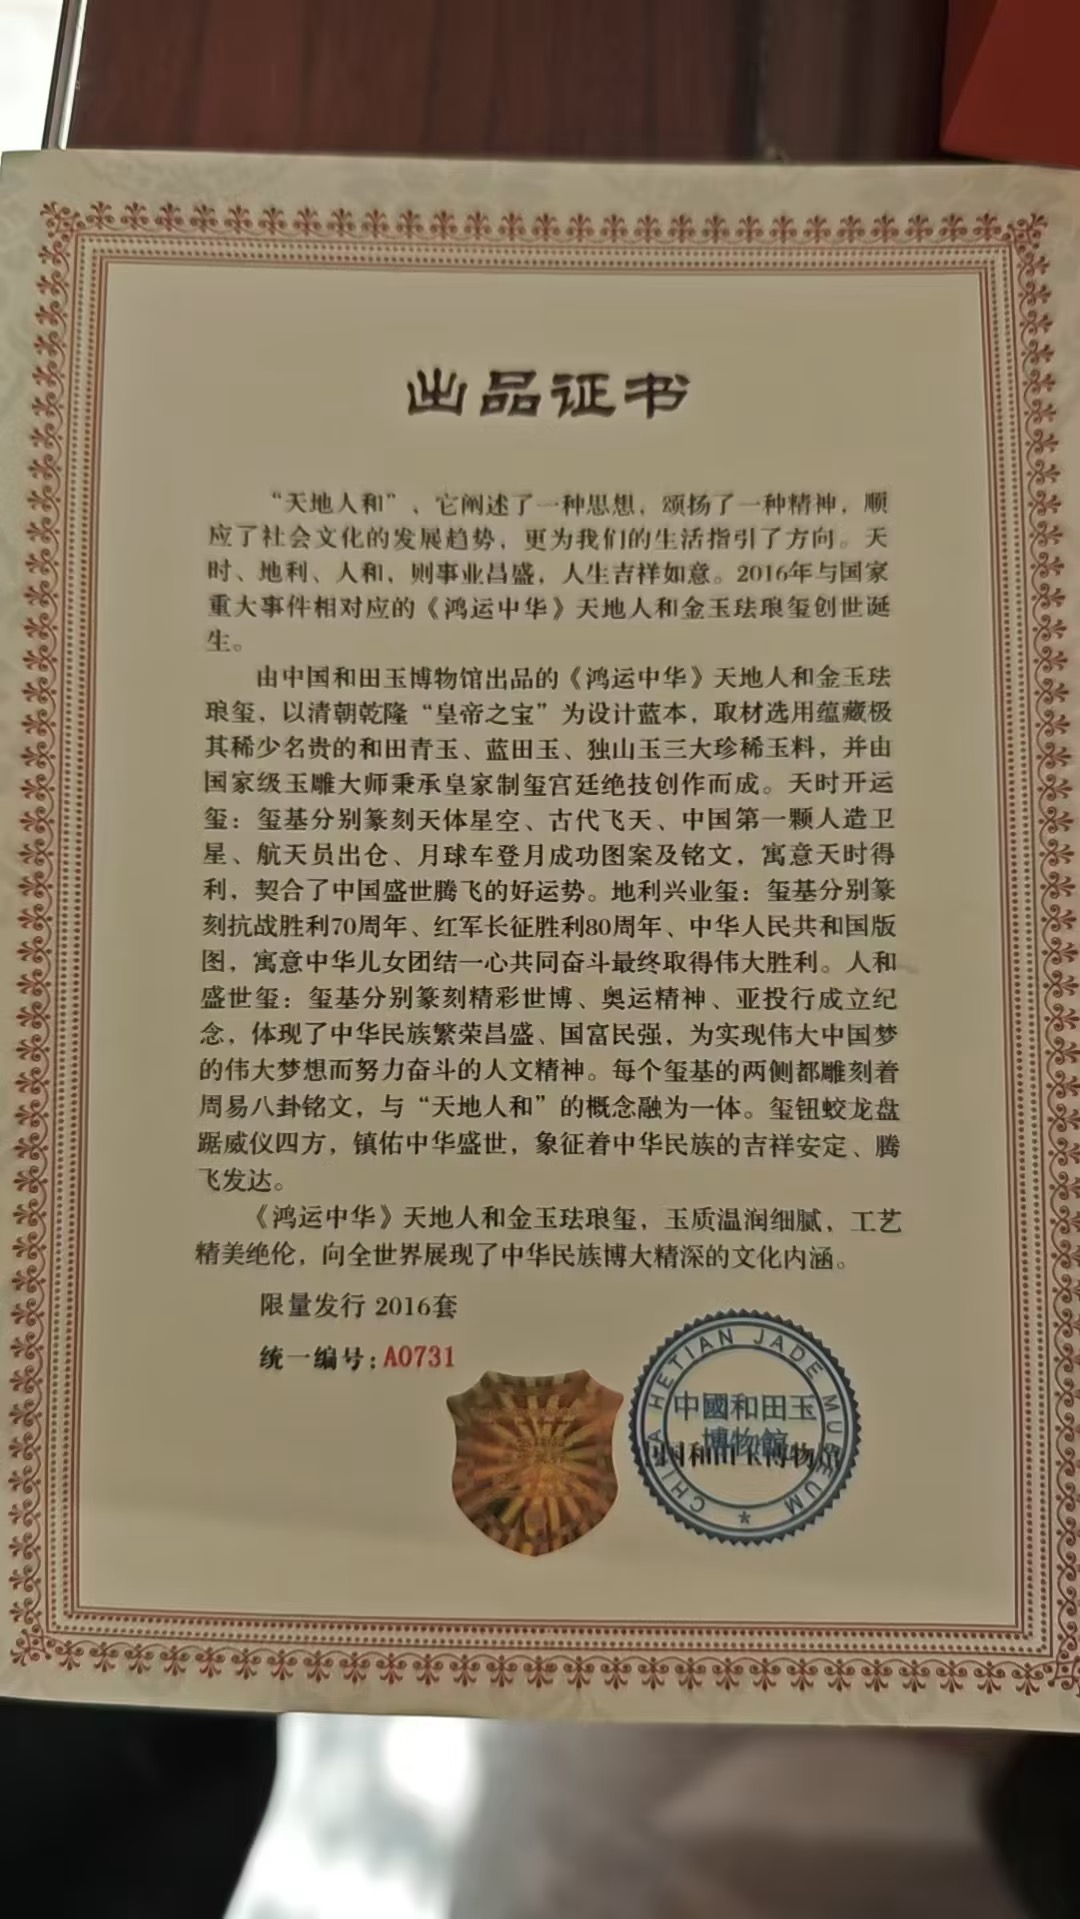 出品证书
“天地人和”、它阐述了一种思想，颂扬了一种精神，顺
应了社会文化的发展趋势，更为我们的生活指引了方向。天
时、地利、人和，则事业昌盛，人生吉祥如意。2016年与国家
重大事件相对应的《鸿运中华》天地人和金玉珐琅玺创世诞
生。
由中国和田玉博物馆出品的《鸿运中华》天地人和金玉珐
琅玺，以清朝乾隆“皇帝之宝”为设计蓝本，取材选用蕴藏极
其稀少名贵的和田青玉、蓝田玉、独山玉三大珍稀玉料，并由
国家级玉雕大师秉承皇家制玺宫廷绝技创作而成。天时开运
玺：玺基分别篆刻天体星空、古代飞天、中国第一颗人造卫
星、航天员出仓、月球车登月成功图案及铭文，寓意天时得
利，契合了中国盛世腾飞的好运势。地利兴业玺：玺基分别篆
刻抗战胜利70周年、红军长征胜利80周年、中华人民共和国版
图，寓意中华儿女团结一心共同奋斗最终取得伟大胜利。人和
盛世玺：玺基分别篆刻精彩世博、奥运精神、亚投行成立纪
念，体现了中华民族繁荣昌盛、国富民强，为实现伟大中国梦
的伟大梦想而努力奋斗的人文精神。每个玺基的两侧都雕刻着
周易八卦铭文，与“天地人和”的概念融为一体。玺钮蛟龙盘
踞威仪四方，镇佑中华盛世，象征着中华民族的吉祥安定、腾
飞发达。
《鸿运中华》天地人和金玉珐琅玺，玉质温润细腻，工艺
精美绝伦，向全世界展现了中华民族博大精深的文化内涵。
限量发行 2016套
统一编号：A0731
CHINA HETIAN JADE MUSEUM
中國和田玉
博物館
国和田玉博物馆